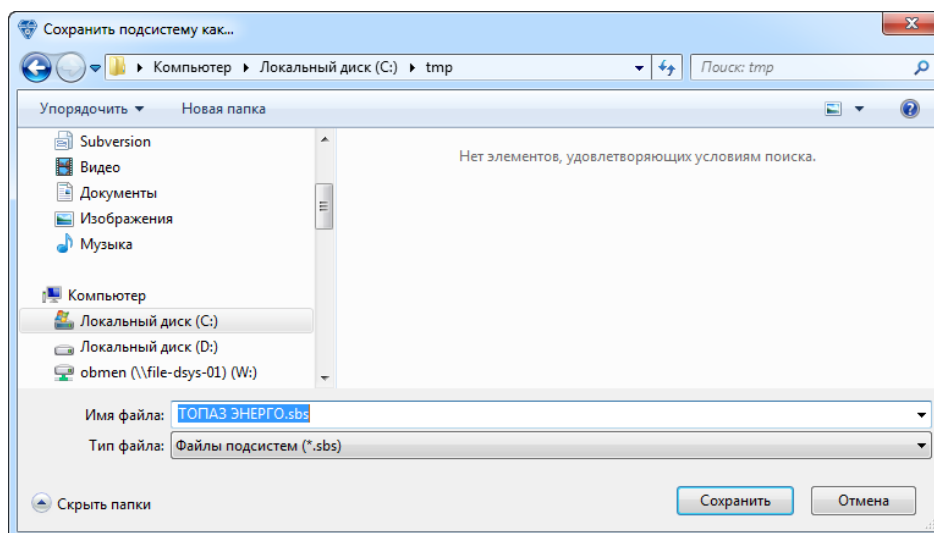 Сохранить подсистему как...
Компьютер Локальный диск (C:) tmp Поиск: tmp
Упорядочить Новая папка
Subversion
Видео
Документы
Изображения
Музыка
Компьютер
Локальный диск (C:)
Локальный диск (D:)
obmen (\\file-dsys-01) (W:)
Нет элементов, удовлетворяющих условиям поиска.
Имя файла: ТОПАЗ ЭНЕРГО.sbs
Тип файла: Файлы подсистем (*.sbs)
Скрыть папки Сохранить Отмена